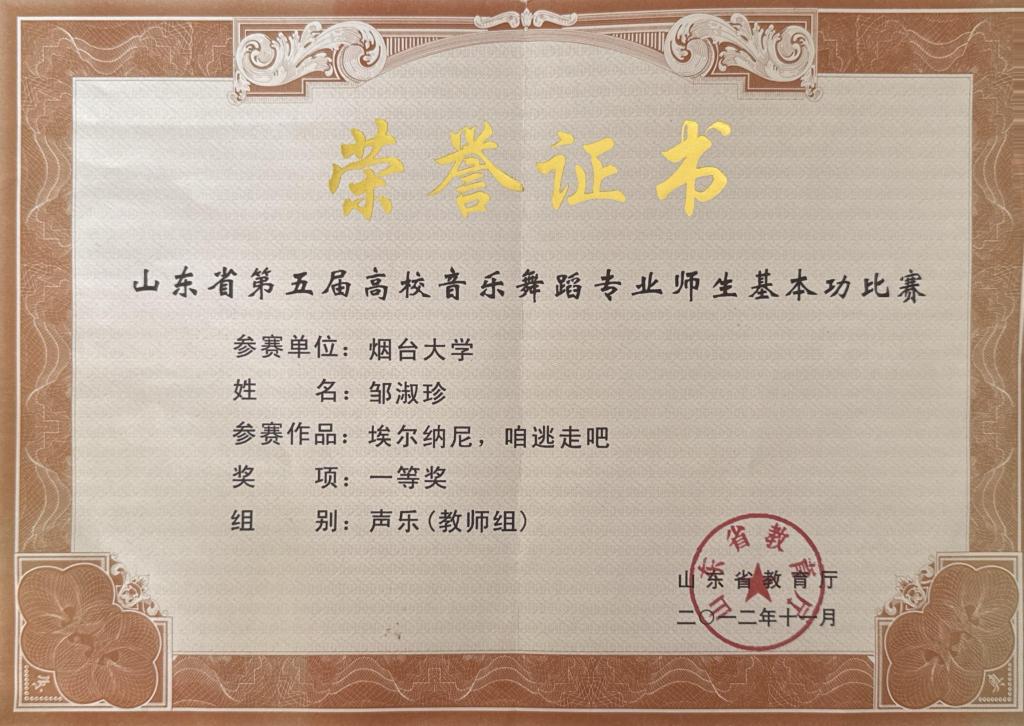 荣誉证书
山东省第五届高校音乐舞蹈专业师生基本功比赛
参赛单位：烟台大学
姓　　名：邹淑珍
参赛作品：埃尔纳尼，咱逃走吧
奖　　项：一等奖
组　　别：声乐(教师组)
山东省教育厅
山东省教育厅
二〇一二年十一月